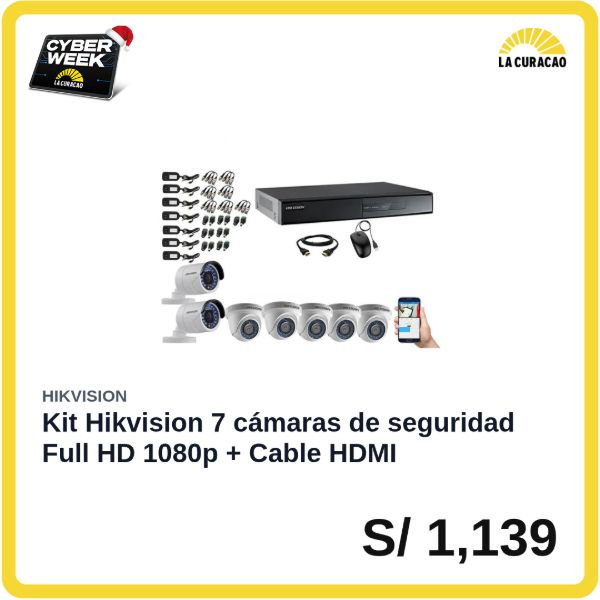 CYBER
WEEK
LA CURACAO
LA CURACAO
HIKVISION
Kit Hikvision 7 cámaras de seguridad
Full HD 1080p + Cable HDMI
S/ 1,139